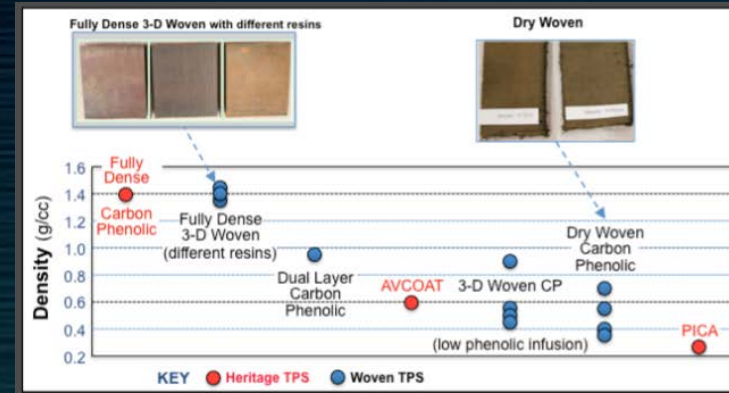 Fully Dense 3-D Woven with different resins
Dry Woven
Density (g/cc)
1.6
1.4
1.2
1.0
0.8
0.6
0.4
0.2
Fully
Dense
Carbon
Phenolic
Fully Dense
3-D Woven
(different resins)
Dual Layer
Carbon
Phenolic
AVCOAT
3-D Woven CP
(low phenolic infusion)
Dry Woven
Carbon
Phenolic
PICA
KEY
Heritage TPS
Woven TPS